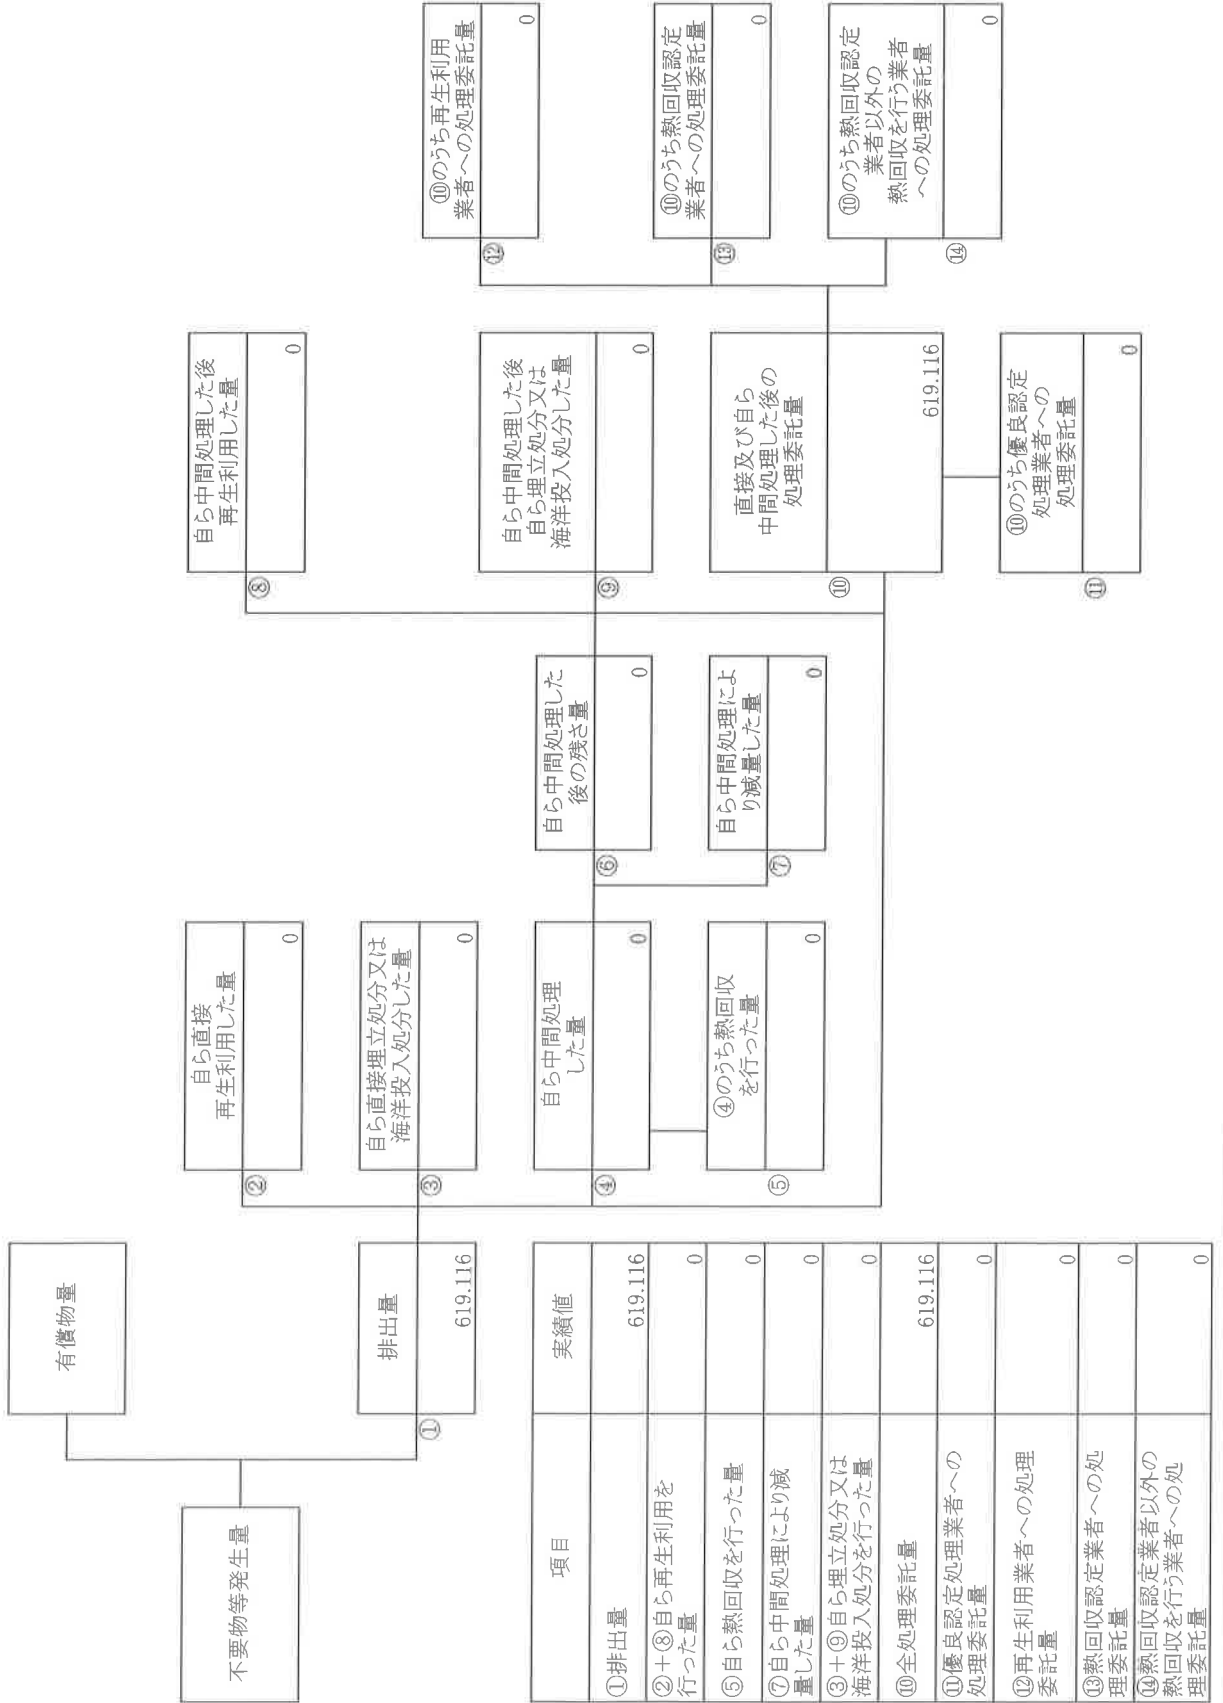 不要物等発生量
有償物量
①
排出量
619.116
②
自ら直接
再生利用した量
0
③
自ら直接埋立処分又は
海洋投入処分した量
0
④
自ら中間処理
した量
0
⑤
④のうち熱回収
を行った量
0
⑥
自ら中間処理した
後の残さ量
0
⑦
自ら中間処理によ
り減量した量
0
⑧
自ら中間処理した後
再生利用した量
0
⑨
自ら中間処理した後
自ら埋立処分又は
海洋投入処分した量
0
⑩
直接及び自ら
中間処理した後の
処理委託量
619.116
⑪
⑩のうち優良認定
処理業者への
処理委託量
0
⑫
⑩のうち再生利用
業者への処理委託量
0
⑬
⑩のうち熱回収認定
業者への処理委託量
0
⑭
⑩のうち熱回収認定
業者以外の
熱回収を行う業者
への処理委託量
0
項目 実績値
①排出量 619.116
②+⑧自ら再生利用を
行った量 0
⑤自ら熱回収を行った量 0
⑦自ら中間処理により減
量した量 0
③+⑨自ら埋立処分又は
海洋投入処分を行った量 0
⑩全処理委託量 619.116
⑪優良認定処理業者への
処理委託量 0
⑫再生利用業者への処理
委託量 0
⑬熱回収認定業者への処
理委託量 0
⑭熱回収認定業者以外の
熱回収を行う業者への処
理委託量 0